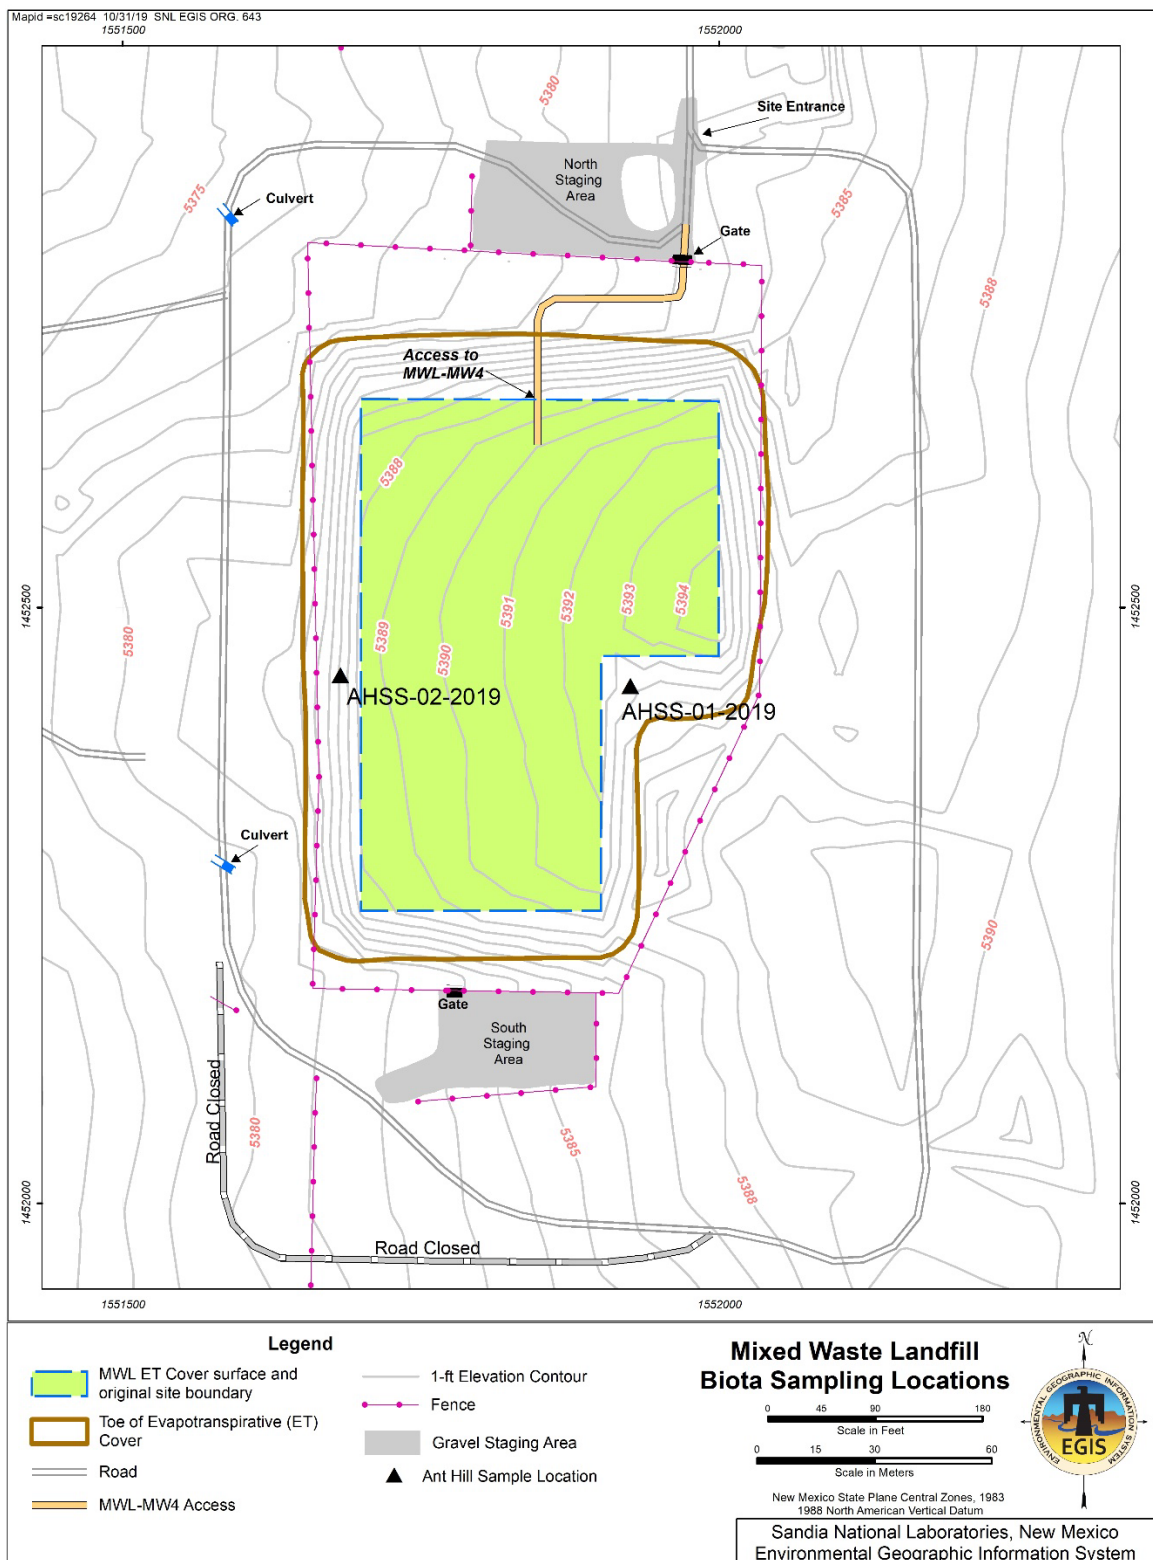 Mapid =sc19264 10/31/19 SNL EGIS ORG. 643
1551500
1552000
5380
Site Entrance
North
Staging
Area
5375
Culvert
5385
Gate
5388
Access to
MWL-MW4
5388
1452500
1452500
5380
5389
5390
5391
5392
5393
5394
AHSS-02-2019
AHSS-01-2019
Culvert
5390
Gate
South
Staging
Area
Road Closed
5380
5385
5388
1452000
1452000
Road Closed
1551500
1552000
Legend
MWL ET Cover surface and
original site boundary
Toe of Evapotranspirative (ET)
Cover
Road
MWL-MW4 Access
1-ft Elevation Contour
Fence
Gravel Staging Area
Ant Hill Sample Location
Mixed Waste Landfill
Biota Sampling Locations
0 45 90 180
Scale in Feet
0 15 30 60
Scale in Meters
New Mexico State Plane Central Zones, 1983
1988 North American Vertical Datum
N
ENVIRONMENTAL GEOGRAPHIC INFORMATION SYSTEM
EGIS
Sandia National Laboratories, New Mexico
Environmental Geographic Information System